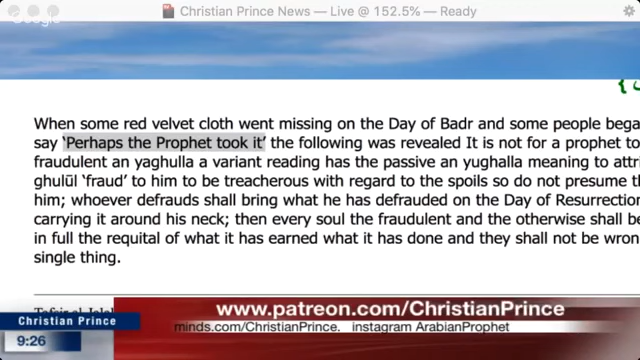 Christian Prince News — Live @ 152.5% — Ready
When some red velvet cloth went missing on the Day of Badr and some people bega
say ‘Perhaps the Prophet took it’ the following was revealed It is not for a prophet to
fraudulent an yaghulla a variant reading has the passive an yughalla meaning to attri
ghulūl ‘fraud’ to him to be treacherous with regard to the spoils so do not presume t
him; whoever defrauds shall bring what he has defrauded on the Day of Resurrection
carrying it around his neck; then every soul the fraudulent and the otherwise shall be
in full the requital of what it has earned what it has done and they shall not be wron
single thing.
www.patreon.com/ChristianPrince
Christian Prince
minds.com/ChristianPrince. instagram ArabianProphet
9:26